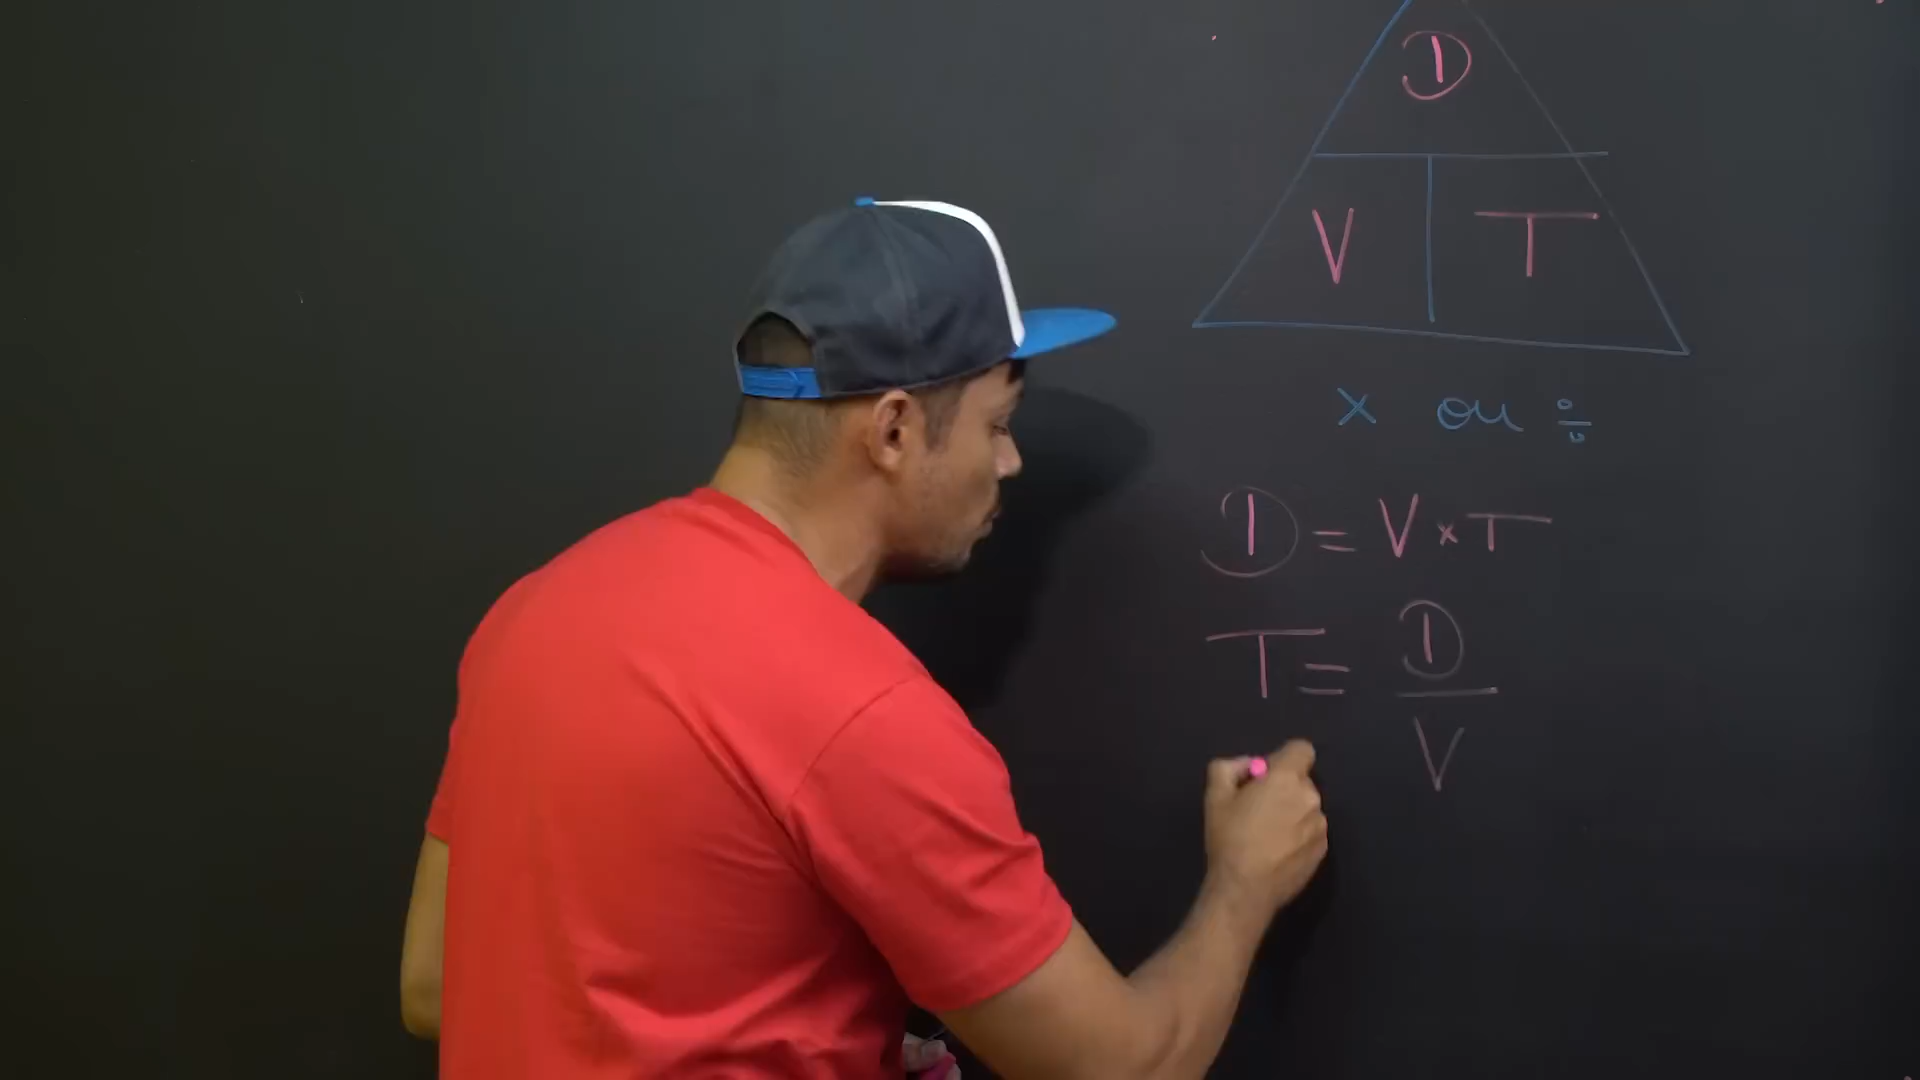 D
V T
x ou ÷
D = V x T
T = D
V